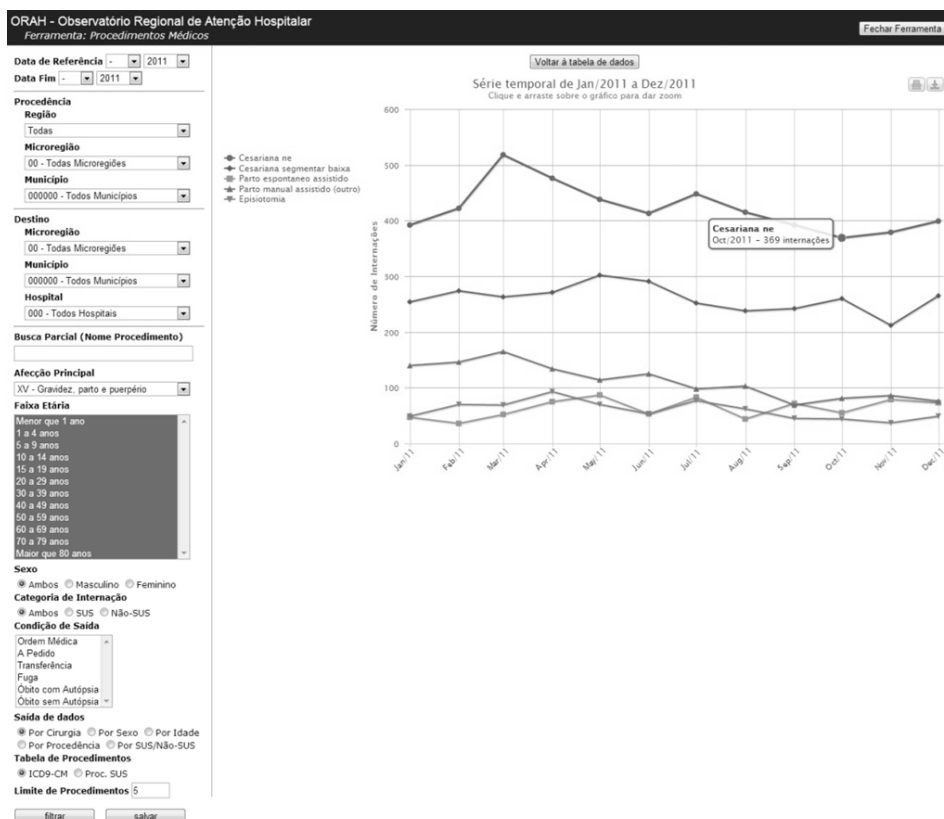 ORAH - Observatório Regional de Atenção Hospitalar
Ferramenta: Procedimentos Médicos
Fechar Ferramenta
Data de Referência - 2011
Data Fim - 2011
Procedência
Região
Todas
Microregião
00 - Todas Microregiões
Município
000000 - Todos Municípios
Destino
Microregião
00 - Todas Microregiões
Município
000000 - Todos Municípios
Hospital
000 - Todos Hospitais
Busca Parcial (Nome Procedimento)
Afecção Principal
XV - Gravidez, parto e puerpério
Faixa Etária
Menor que 1 ano
1 a 4 anos
5 a 9 anos
10 a 14 anos
15 a 19 anos
20 a 29 anos
30 a 39 anos
40 a 49 anos
50 a 59 anos
60 a 69 anos
70 a 79 anos
Maior que 80 anos
Sexo
Ambos Masculino Feminino
Categoria de Internação
Ambos SUS Não-SUS
Condição de Saída
Ordem Médica
A Pedido
Transferência
Fuga
Óbito com Autópsia
Óbito sem Autópsia
Saída de dados
Por Cirurgia Por Sexo Por Idade
Por Procedência Por SUS/Não-SUS
Tabela de Procedimentos
ICD9-CM Proc. SUS
Limite de Procedimentos 5
filtrar salvar
Voltar à tabela de dados
Série temporal de Jan/2011 a Dez/2011
Clique e arraste sobre o gráfico para dar zoom
Cesariana ne
Cesariana segmentar baixa
Parto espontaneo assistido
Parto manual assistido (outro)
Episiotomia
Número de Internações
600
500
400
300
200
100
0
Cesariana ne
Oct/2011 - 369 internações
Jan/11 Feb/11 Mar/11 Apr/11 May/11 Jun/11 Jul/11 Aug/11 Sep/11 Oct/11 Nov/11 Dec/11